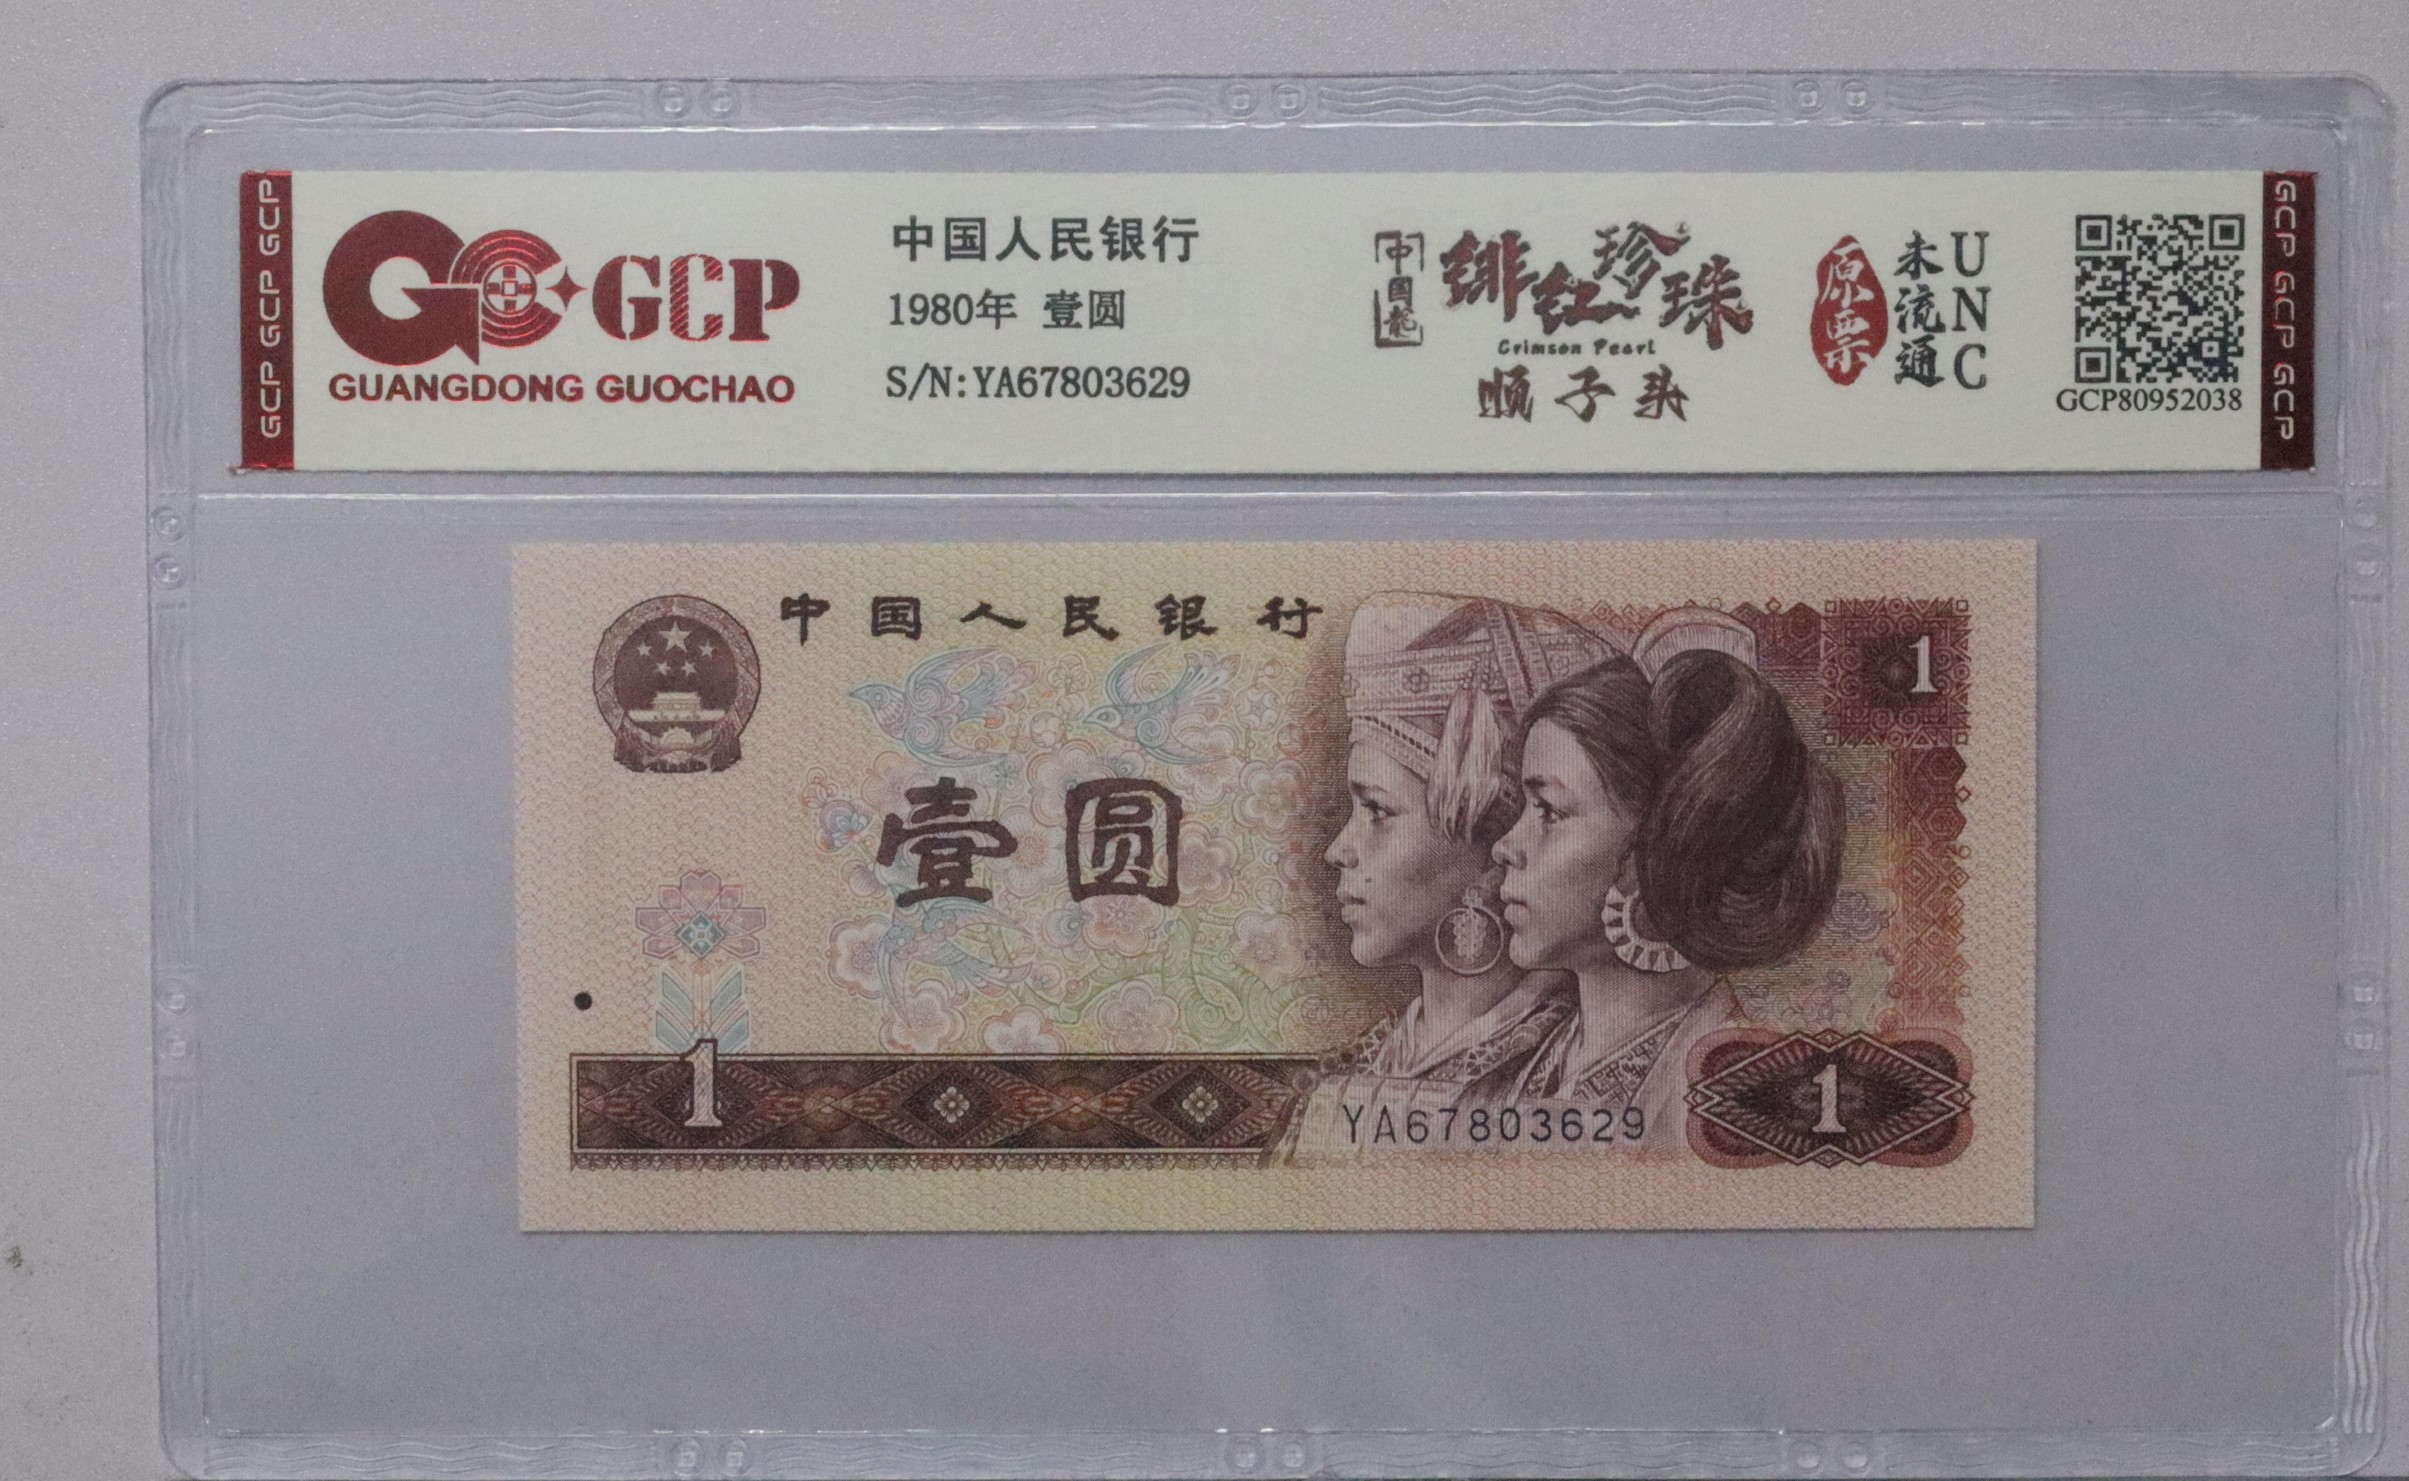 GCP GCP GCP
GCP
GUANGDONG GUOCHAO
中国人民银行
1980年 壹圆
S/N:YA67803629
中国龙
绯红珍珠
Crimson Pearl
顺子头
原票
未流通
UNC
GCP80952038
GCP GCP GCP
中国人民银行
1
壹圆
1
YA67803629
1